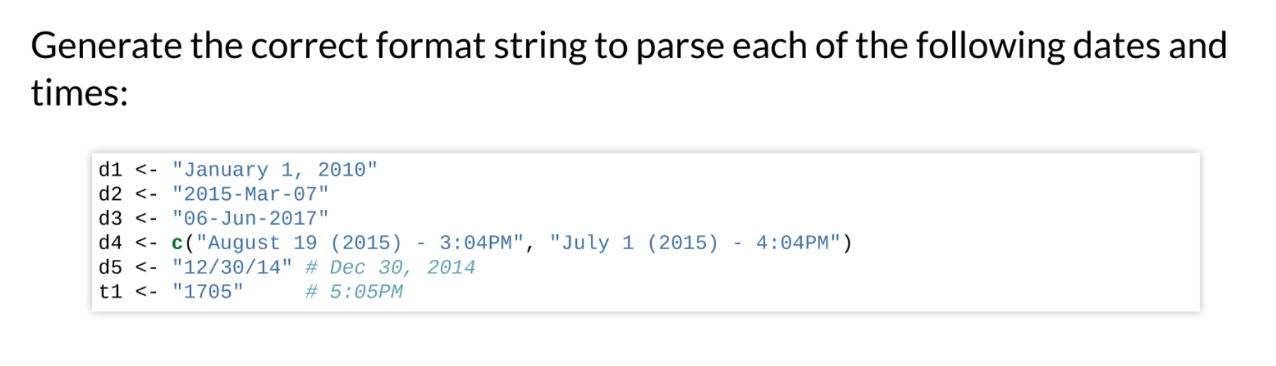 Generate the correct format string to parse each of the following dates and
times:
d1 <- "January 1, 2010"
d2 <- "2015-Mar-07"
d3 <- "06-Jun-2017"
d4 <- c("August 19 (2015) - 3:04PM", "July 1 (2015) - 4:04PM")
d5 <- "12/30/14" # Dec 30, 2014
t1 <- "1705"     # 5:05PM